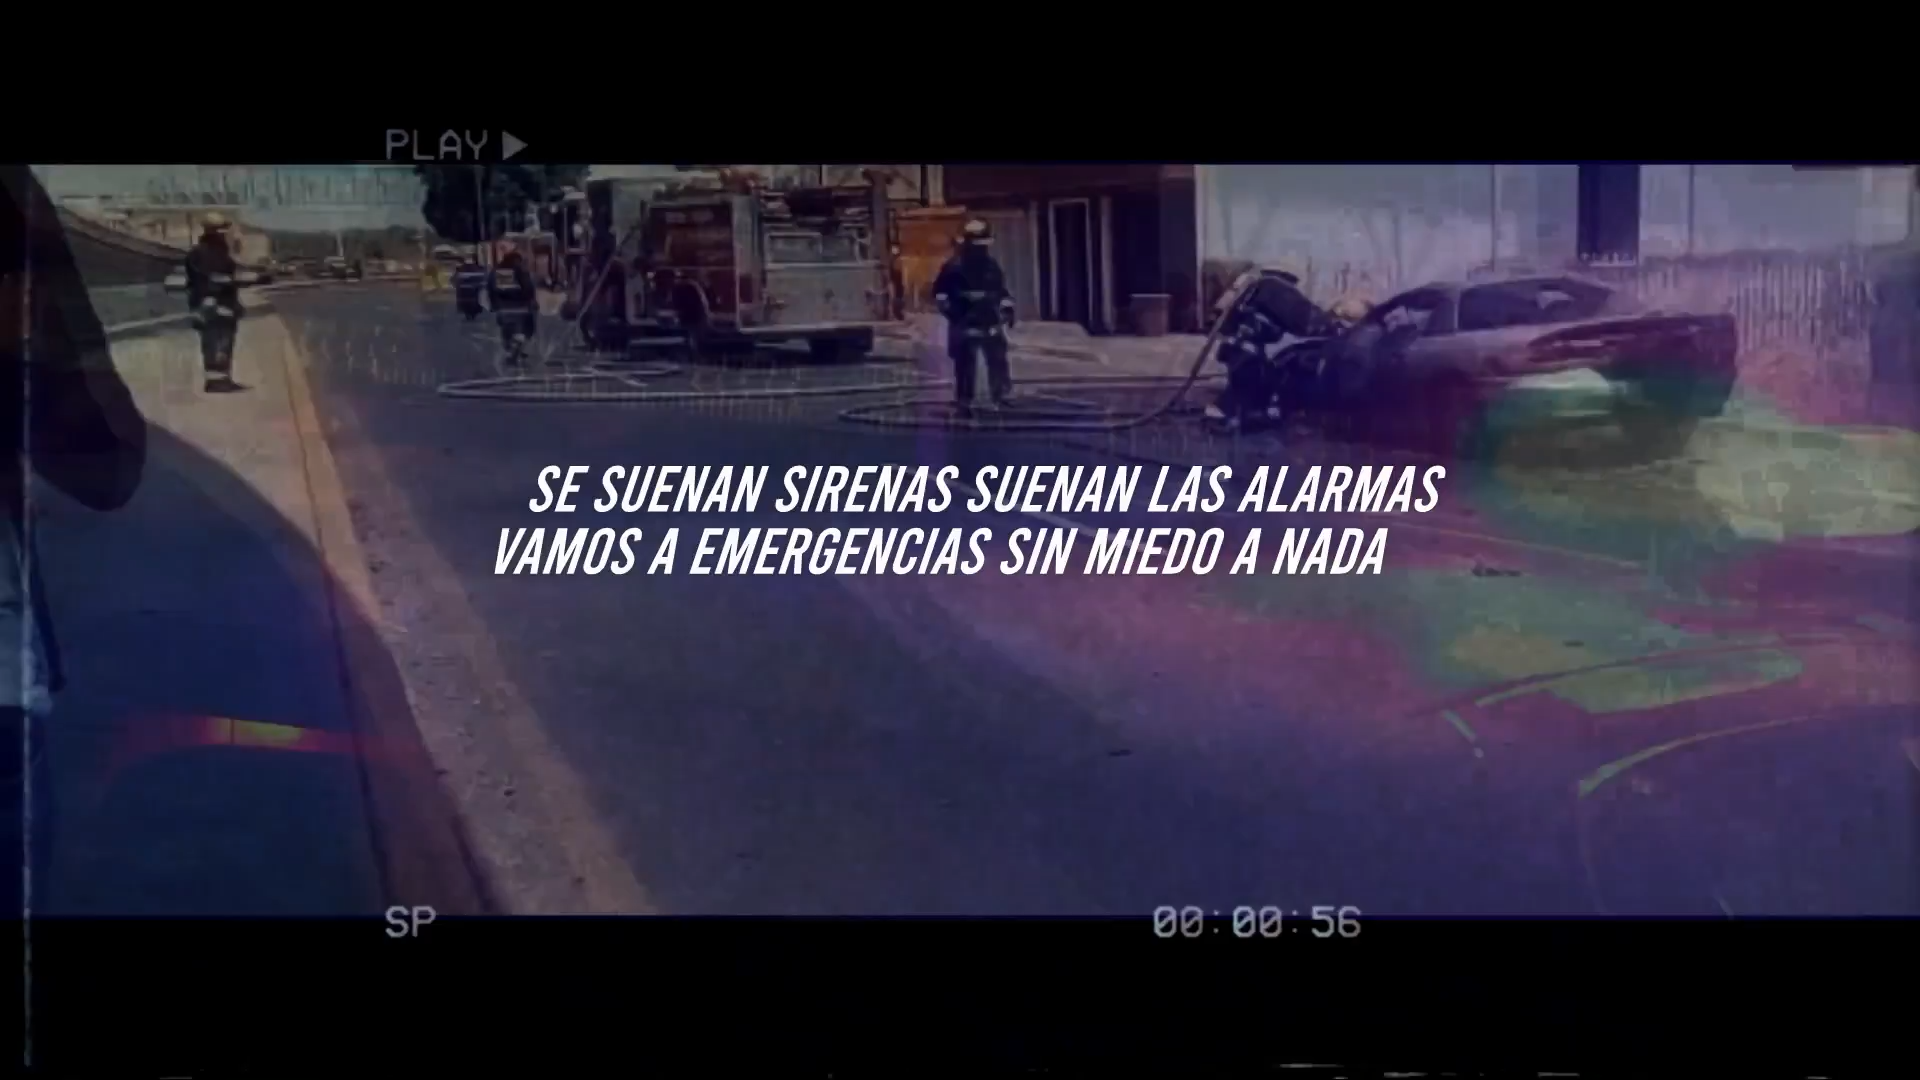 PLAY
SE SUENAN SIRENAS SUENAN LAS ALARMAS
VAMOS A EMERGENCIAS SIN MIEDO A NADA
SP
00:00:56